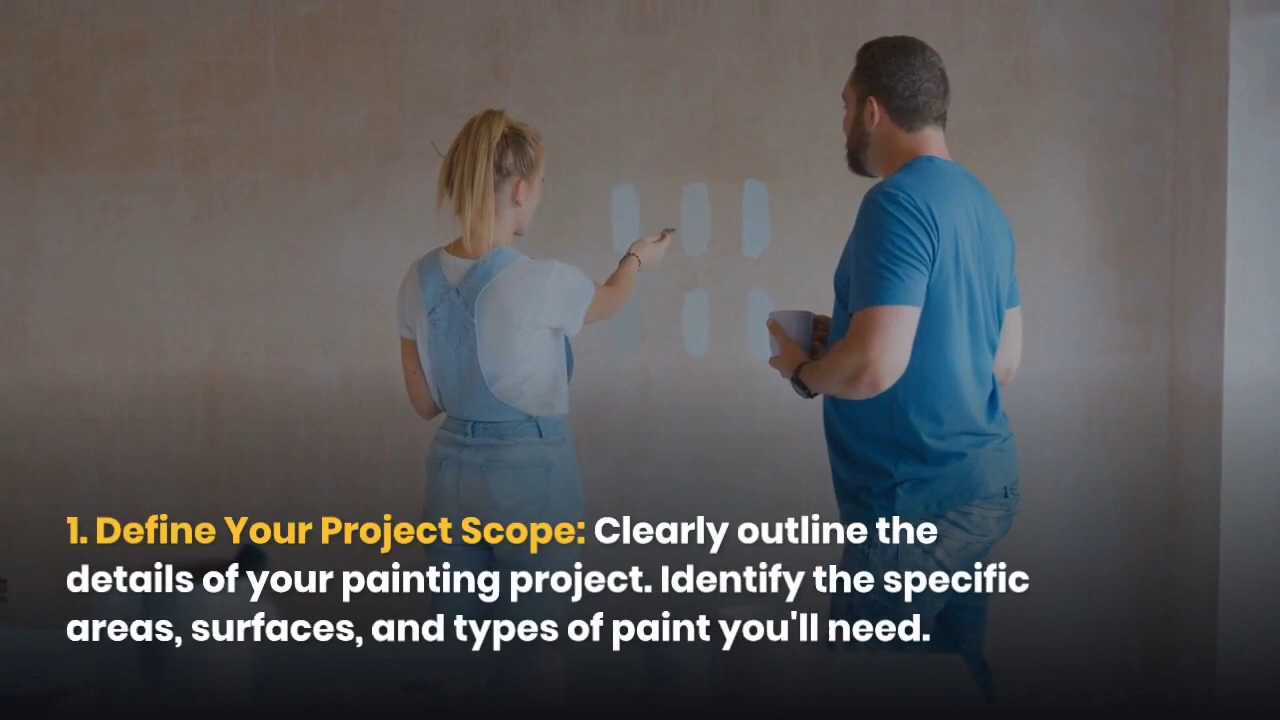 1. Define Your Project Scope: Clearly outline the
details of your painting project. Identify the specific
areas, surfaces, and types of paint you'll need.